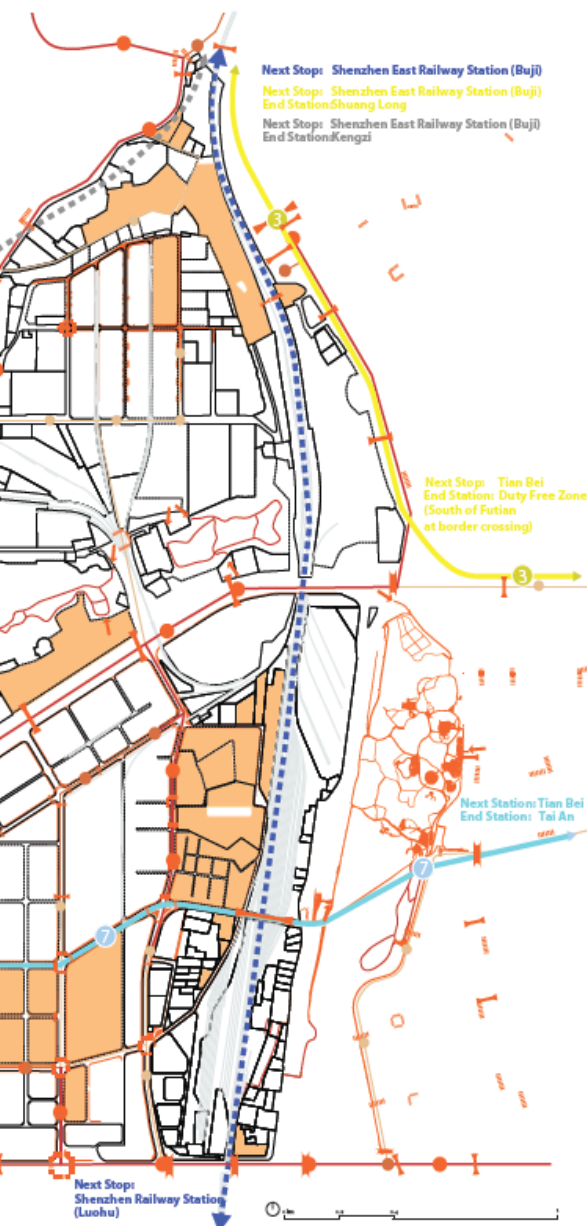 Next Stop: Shenzhen East Railway Station (Buji)
Next Stop: Shenzhen East Railway Station (Buji)
End Station:Shuang Long
Next Stop: Shenzhen East Railway Station (Buji)
End Station:Kengzi
3
Next Stop: Tian Bei
End Station: Duty Free Zone
(South of Futian
at border crossing)
3
Next Station: Tian Bei
End Station: Tai An
7
7
Next Stop:
Shenzhen Railway Station
(Luohu)